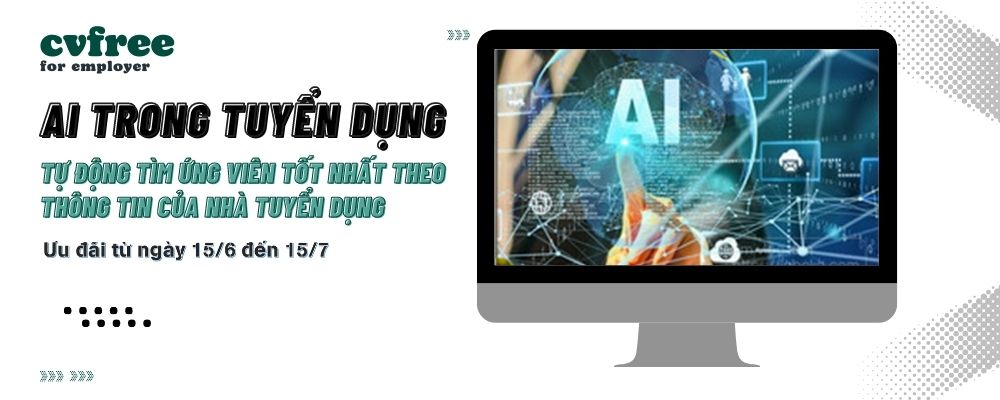 cvfree
for employer
AI TRONG TUYỂN DỤNG
TỰ ĐỘNG TÌM ỨNG VIÊN TỐT NHẤT THEO
THÔNG TIN CỦA NHÀ TUYỂN DỤNG
Ưu đãi từ ngày 15/6 đến 15/7
AI